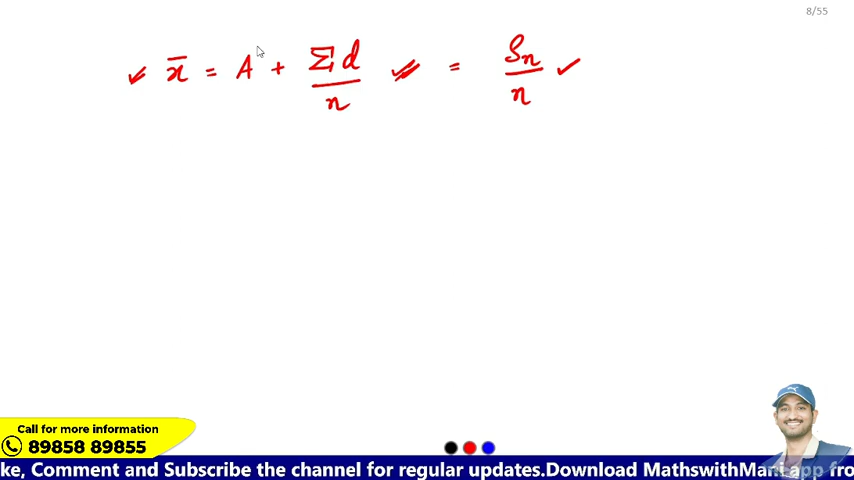 8/55
✓ x̄ = A + Σd/n ✓ = Sn/n ✓
Call for more information
89858 89855
ke, Comment and Subscribe the channel for regular updates.Download MathswithMani app fro